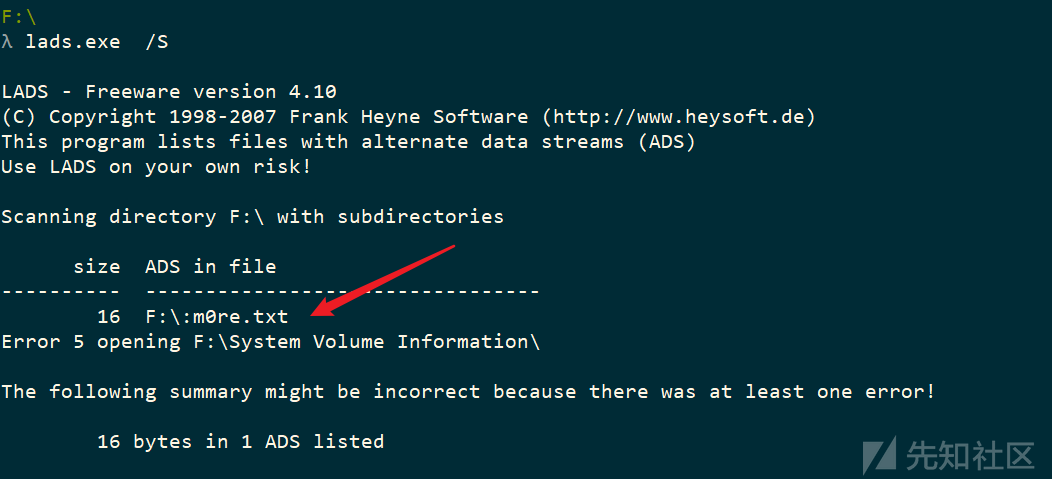 F:\
λ lads.exe  /S
LADS - Freeware version 4.10
(C) Copyright 1998-2007 Frank Heyne Software (http://www.heysoft.de)
This program lists files with alternate data streams (ADS)
Use LADS on your own risk!
Scanning directory F:\ with subdirectories
      size  ADS in file
----------  ---------------------------------
        16  F:\:m0re.txt
Error 5 opening F:\System Volume Information\
The following summary might be incorrect because there was at least one error!
        16 bytes in 1 ADS listed
先知社区